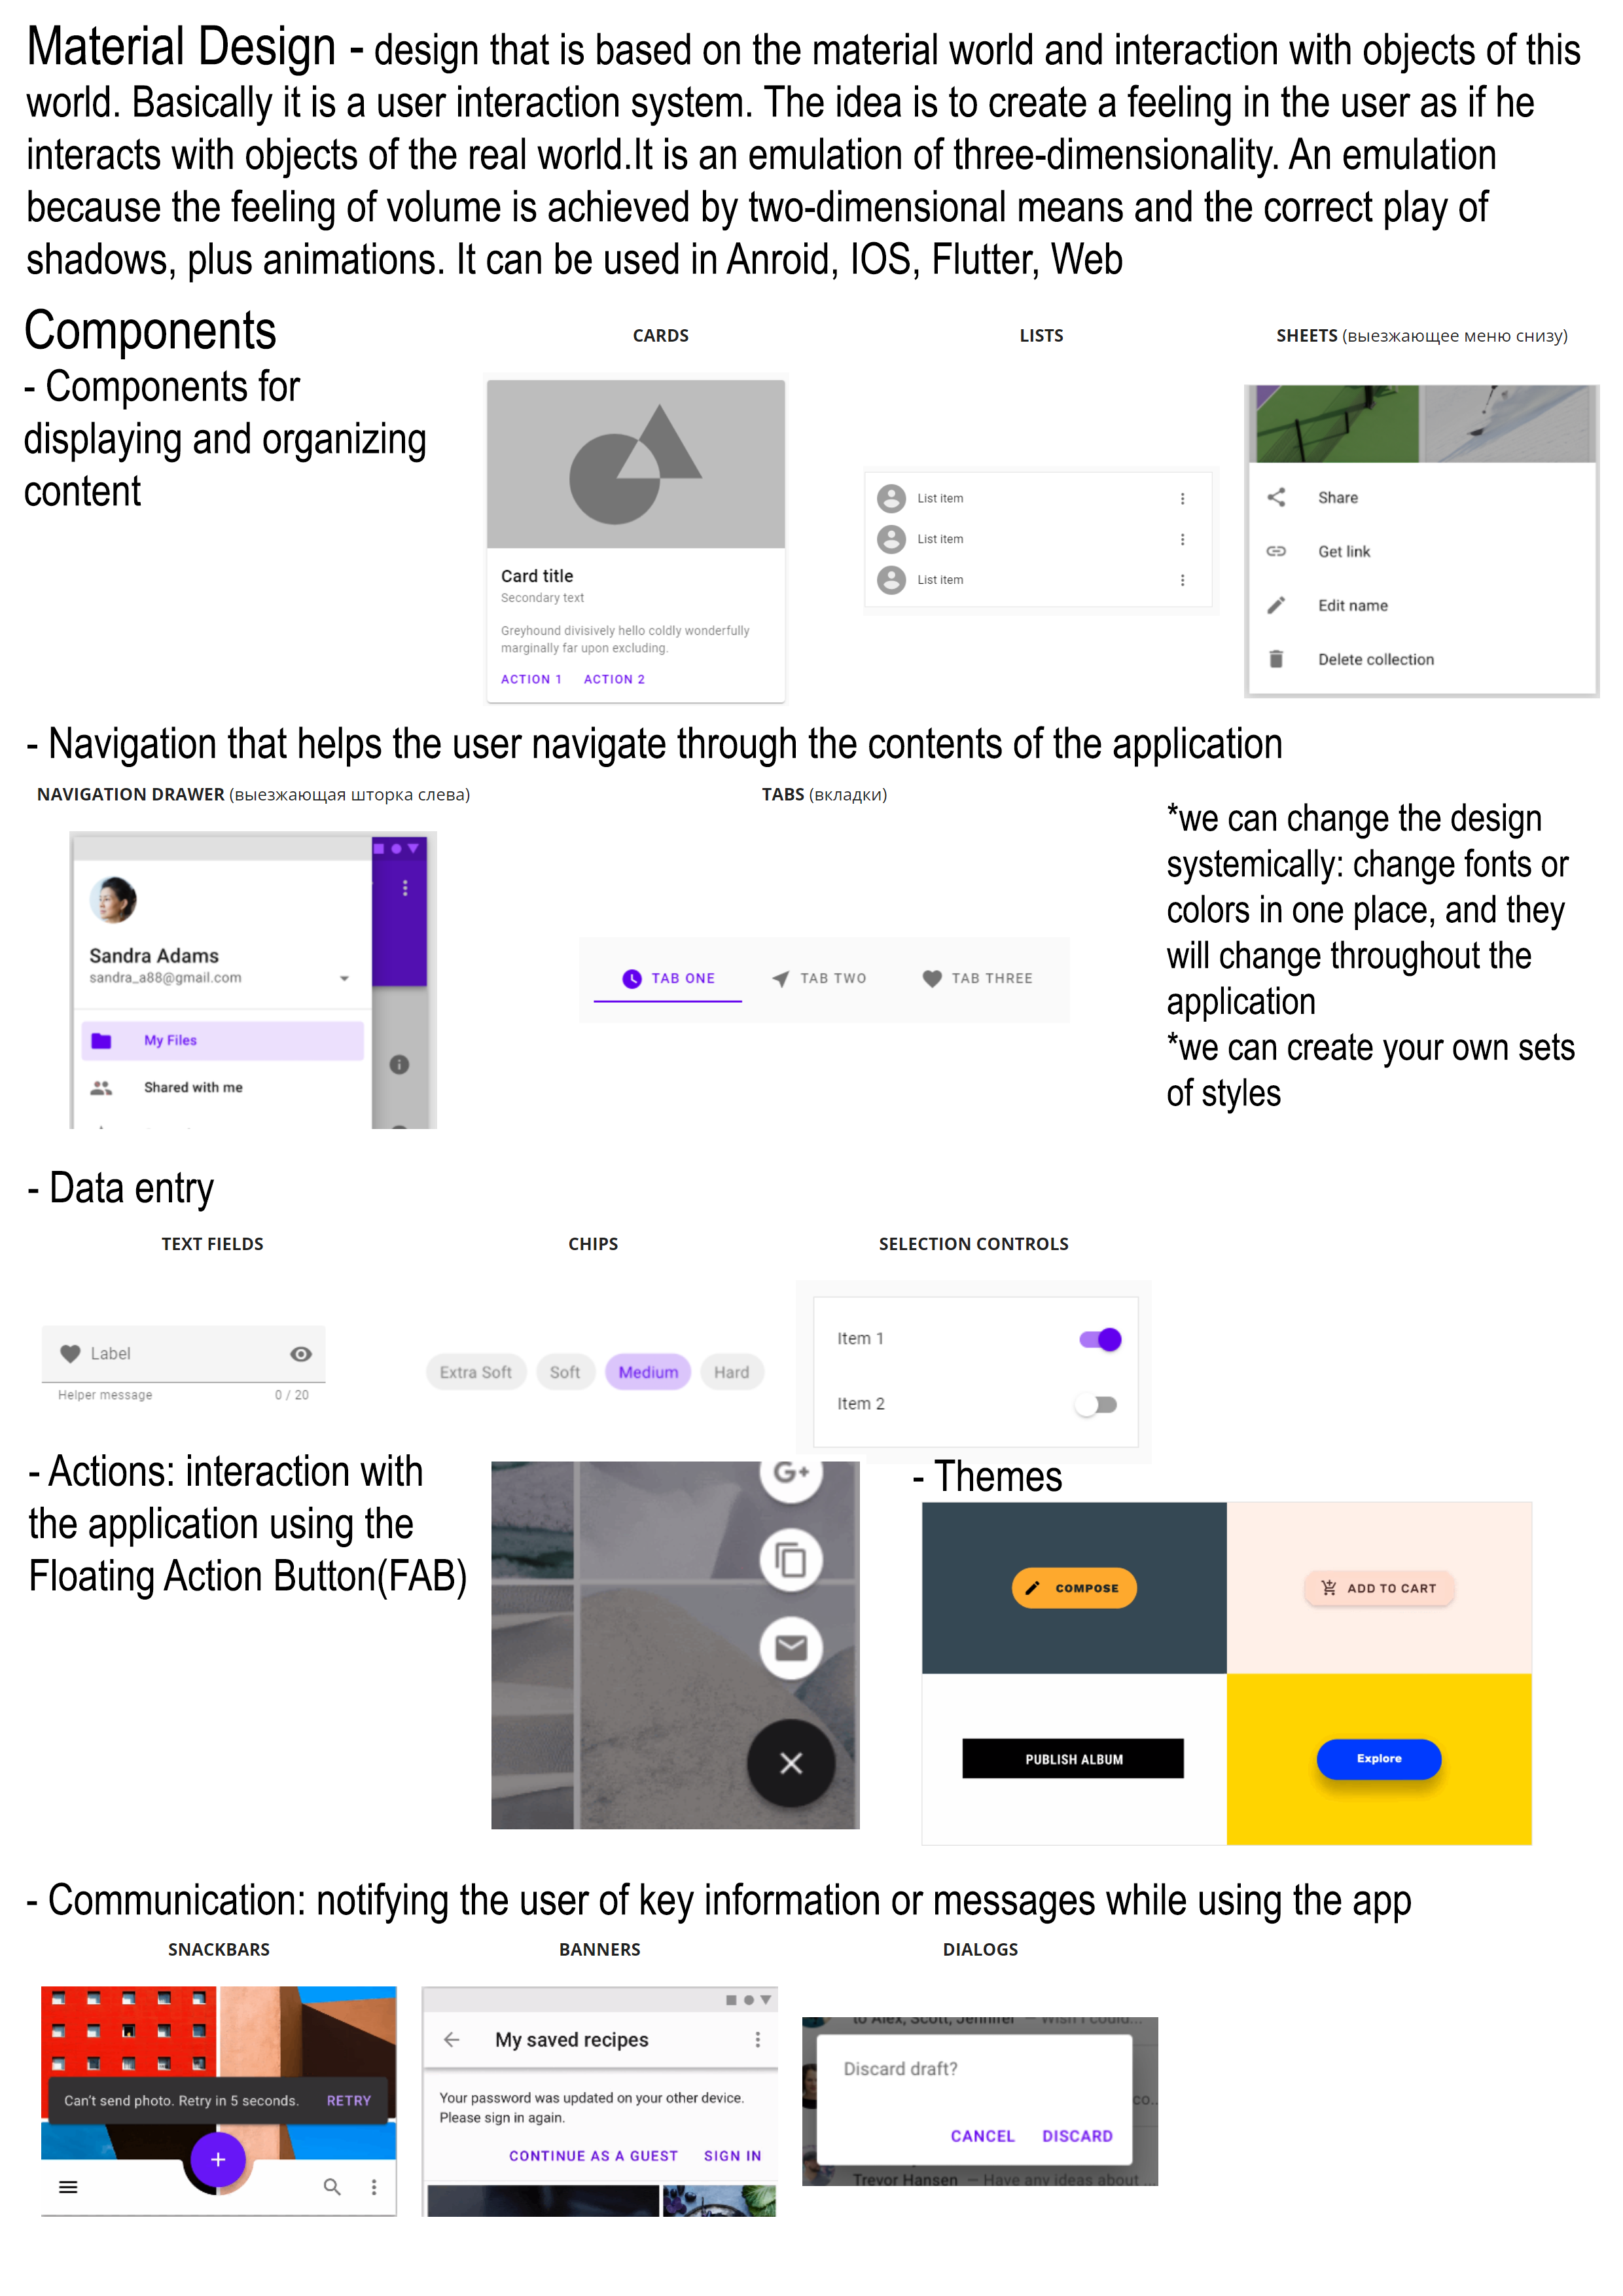 Material Design - design that is based on the material world and interaction with objects of this
world. Basically it is a user interaction system. The idea is to create a feeling in the user as if he
interacts with objects of the real world.It is an emulation of three-dimensionality. An emulation
because the feeling of volume is achieved by two-dimensional means and the correct play of
shadows, plus animations. It can be used in Anroid, IOS, Flutter, Web
Components
- Components for
displaying and organizing
content
CARDS
Card title
Secondary text
Greyhound divisively hello coldly wonderfully
marginally far upon excluding.
ACTION 1 ACTION 2
LISTS
List item
List item
List item
SHEETS (выезжающее меню снизу)
Share
Get link
Edit name
Delete collection
- Navigation that helps the user navigate through the contents of the application
NAVIGATION DRAWER (выезжающая шторка слева)
Sandra Adams
sandra_a88@gmail.com
My Files
Shared with me
TABS (вкладки)
TAB ONE TAB TWO TAB THREE
*we can change the design
systemically: change fonts or
colors in one place, and they
will change throughout the
application
*we can create your own sets
of styles
- Data entry
TEXT FIELDS
Label
Helper message 0 / 20
CHIPS
Extra Soft Soft Medium Hard
SELECTION CONTROLS
Item 1
Item 2
- Actions: interaction with
the application using the
Floating Action Button(FAB)
G+
- Themes
COMPOSE
ADD TO CART
PUBLISH ALBUM
Explore
- Communication: notifying the user of key information or messages while using the app
SNACKBARS
Can't send photo. Retry in 5 seconds. RETRY
BANNERS
My saved recipes
Your password was updated on your other device.
Please sign in again.
CONTINUE AS A GUEST SIGN IN
DIALOGS
to Alex, Scott, Jennifer — Wish I could...
Discard draft?
co...
CANCEL DISCARD
Trevor Hansen — Have any ideas about ...